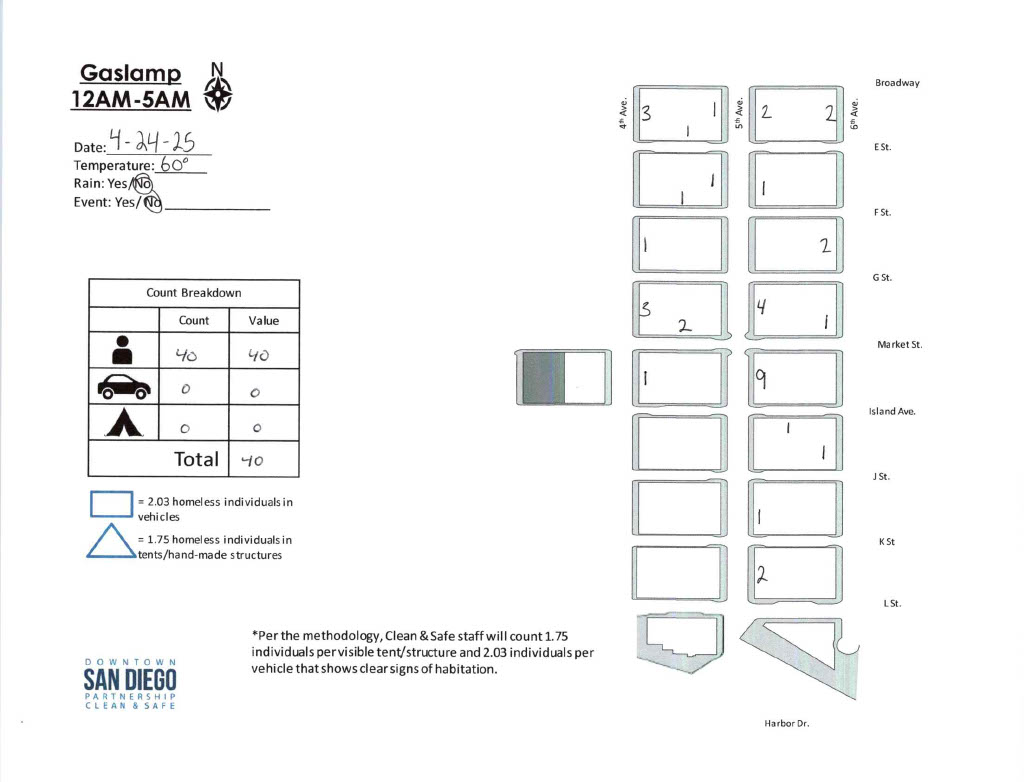 Gaslamp
12AM-5AM
N
Date: 4-24-25
Temperature: 60°
Rain: Yes/No
Event: Yes/No
Count Breakdown
Count Value
40 40
0 0
0 0
Total 40
= 2.03 homeless individuals in
vehicles
= 1.75 homeless individuals in
tents/hand-made structures
*Per the methodology, Clean & Safe staff will count 1.75
individuals per visible tent/structure and 2.03 individuals per
vehicle that shows clear signs of habitation.
DOWNTOWN
SAN DIEGO
PARTNERSHIP
CLEAN & SAFE
4th Ave.
5th Ave.
6th Ave.
Broadway
3 1 1
2 2
E St.
1 1
1
F St.
1
2
G St.
3 2
4 1
Market St.
1
9
Island Ave.
1 1
J St.
1
K St
2
L St.
Harbor Dr.